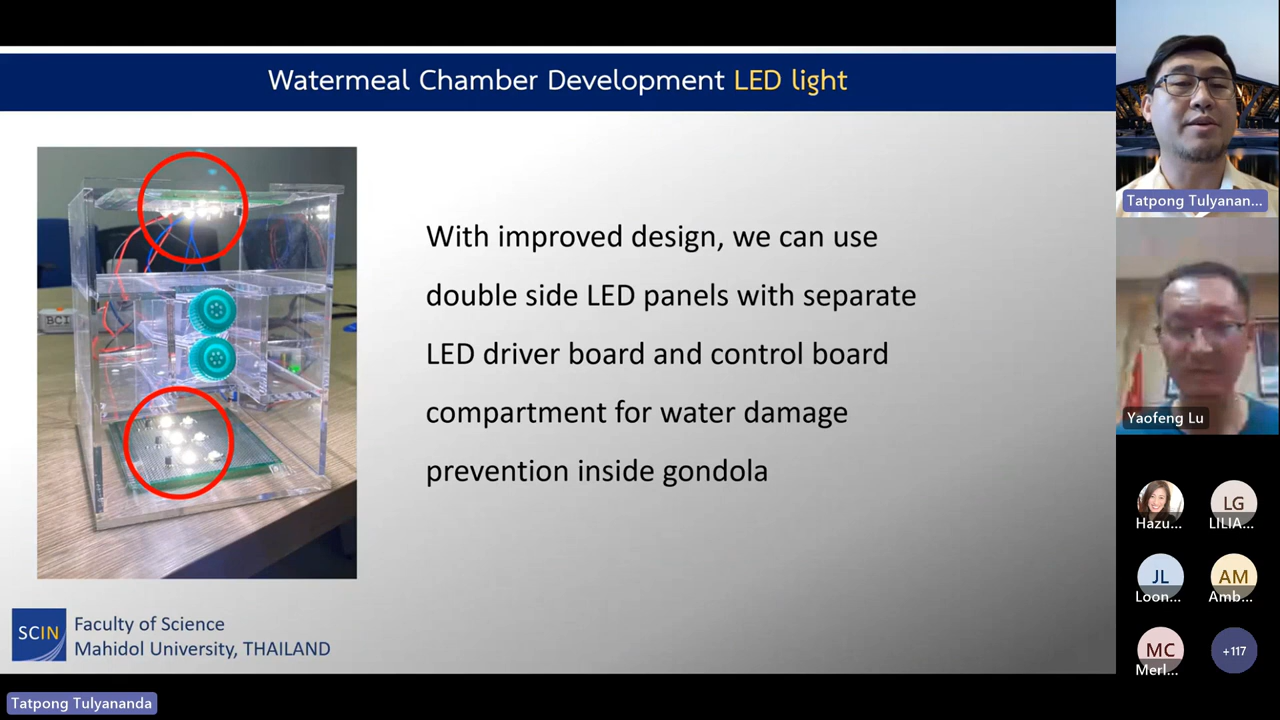 Watermeal Chamber Development LED light
BCI
With improved design, we can use
double side LED panels with separate
LED driver board and control board
compartment for water damage
prevention inside gondola
SCIN
Faculty of Science
Mahidol University, THAILAND
Tatpong Tulyananda
Tatpong Tulyanan...
Yaofeng Lu
Hazu...
LG
LILIA...
JL
Loon...
AM
Amb...
MC
Merl...
+117